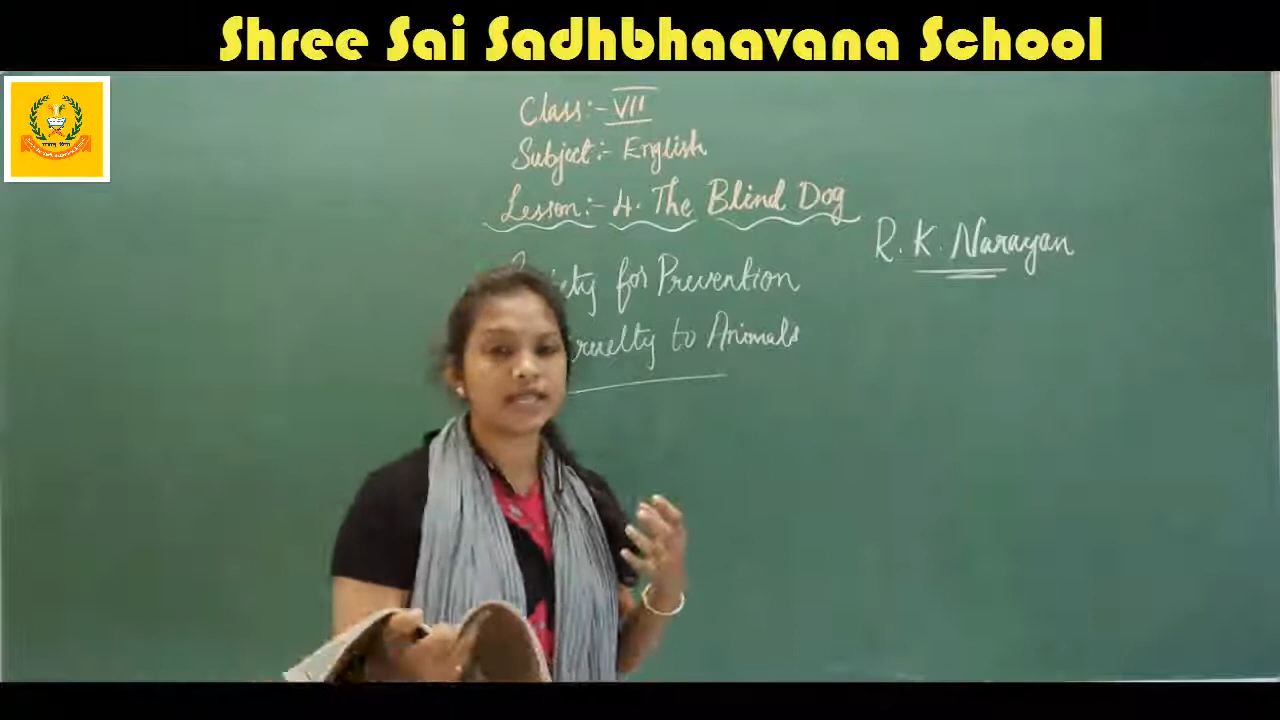 Shree Sai Sadhbhaavana School
Class:- VII
Subject:- English
Lesson:- 4. The Blind Dog
R. K. Narayan
for Prevention
to Animals